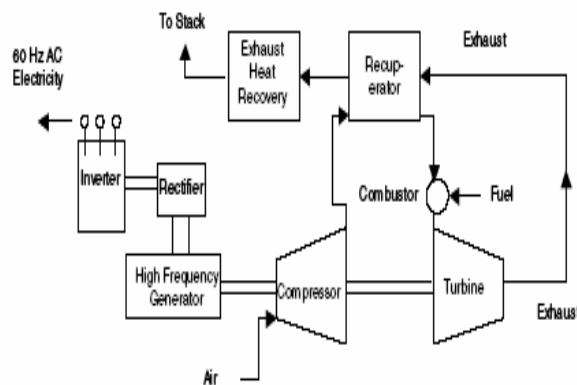 To Stack
Exhaust
Heat
Recovery
Recup-
erator
Exhaust
60 Hz AC
Electricity
Inverter
Rectifier
Combustor
Fuel
High Frequency
Generator
Compressor
Turbine
Exhaust
Air